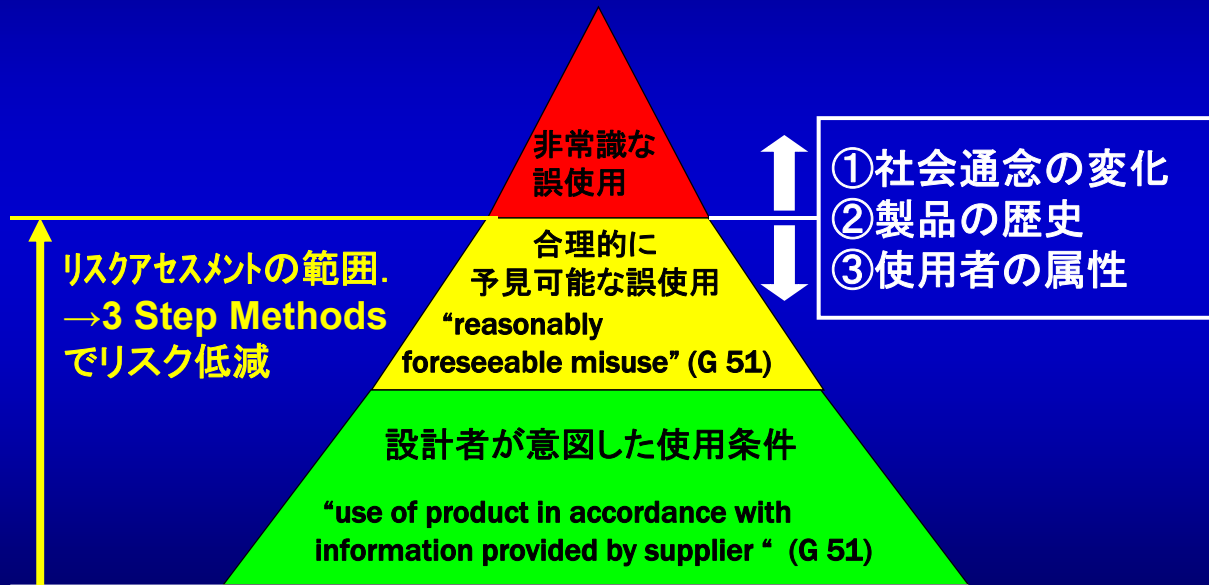 非常識な
誤使用
①社会通念の変化
②製品の歴史
③使用者の属性
合理的に
予見可能な誤使用
“reasonably
foreseeable misuse” (G 51)
リスクアセスメントの範囲.
→3 Step Methods
でリスク低減
設計者が意図した使用条件
“use of product in accordance with
information provided by supplier “ (G 51)